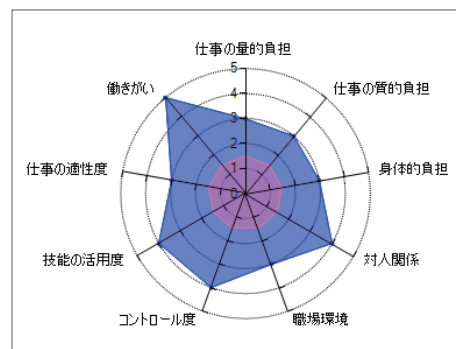 仕事の量的負担
仕事の質的負担
身体的負担
対人関係
職場環境
コントロール度
技能の活用度
仕事の適性度
働きがい
5
4
3
2
1
0